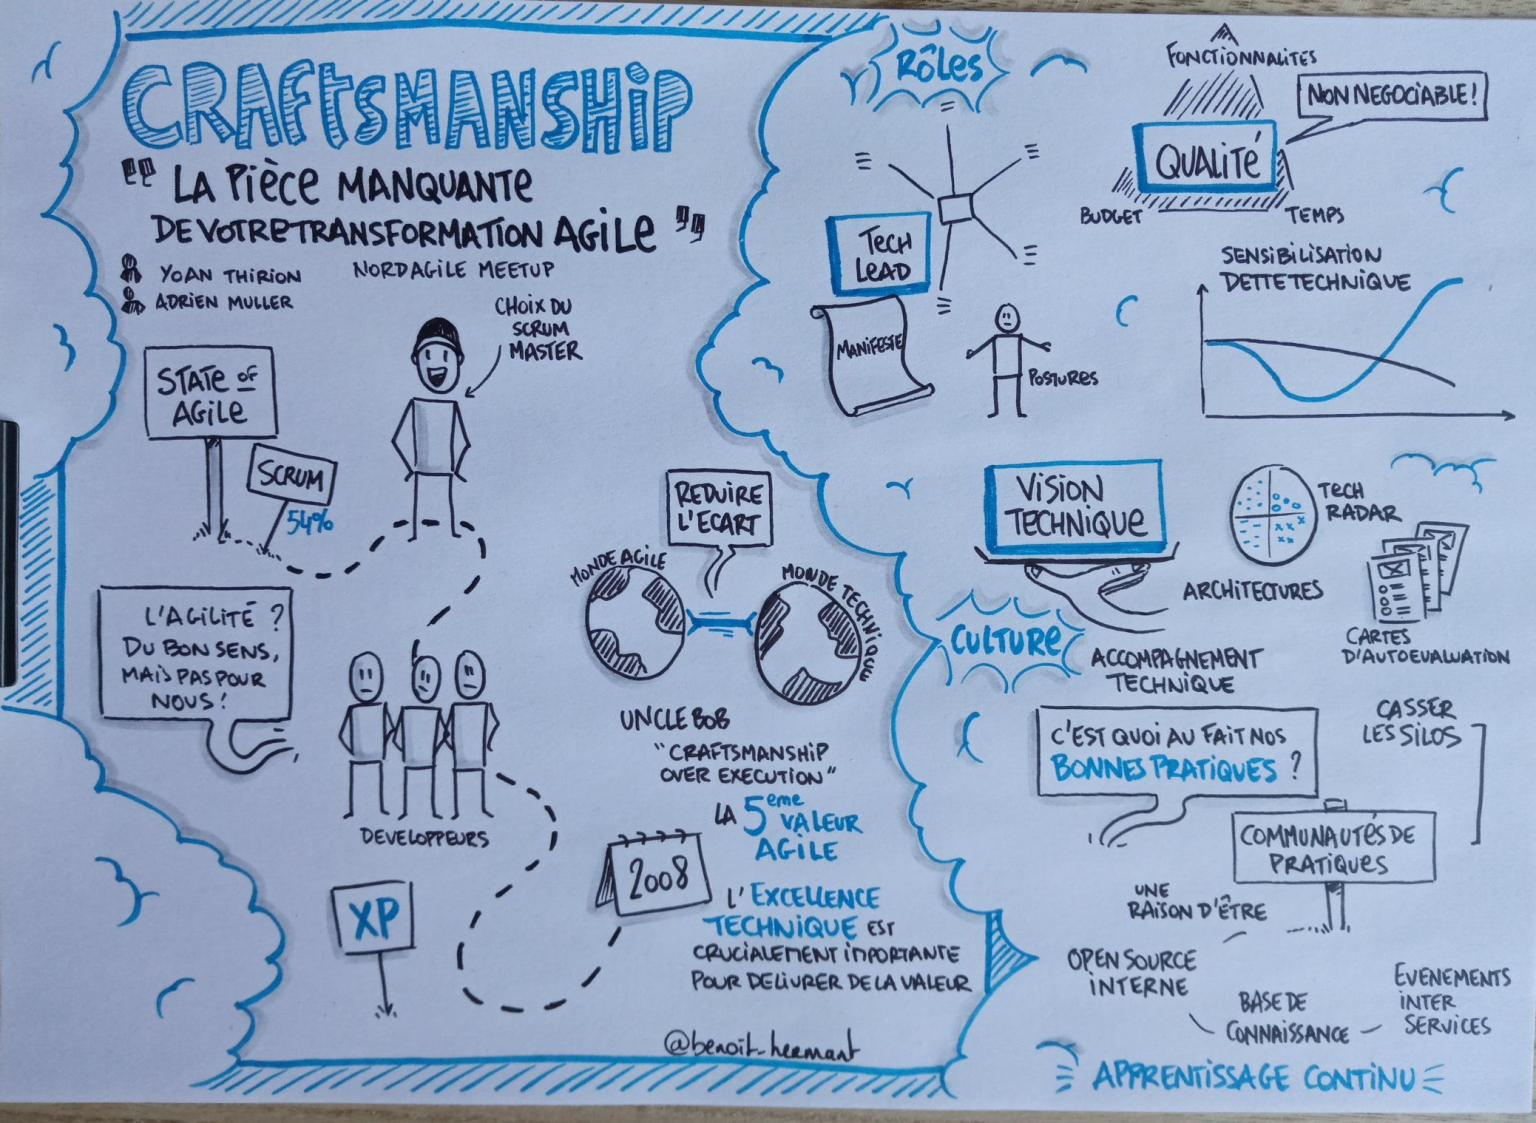 CRAFTSMANSHIP
" LA PIÈCE MANQUANTE
DE VOTRE TRANSFORMATION AGILE "
YOAN THIRION
ADRIEN MULLER
NORDAGILE MEETUP
CHOIX DU
SCRUM
MASTER
STATE OF
AGILE
SCRUM
54%
L'AGILITÉ ?
DU BON SENS,
MAIS PAS POUR
NOUS !
DEVELOPPEURS
XP
2008
REDUIRE
L'ECART
MONDE AGILE
MONDE TECHNIQUE
UNCLE BOB
"CRAFTSMANSHIP
OVER EXECUTION"
LA 5eme
VALEUR
AGILE
L'EXCELLENCE
TECHNIQUE EST
CRUCIALEMENT IMPORTANTE
POUR DELIVRER DE LA VALEUR
@benoit_hermant
RÔLES
TECH
LEAD
MANIFESTE
POSTURES
FONCTIONNALITÉS
NON NEGOCIABLE !
QUALITÉ
BUDGET
TEMPS
SENSIBILISATION
DETTE TECHNIQUE
VISION
TECHNIQUE
TECH
RADAR
ARCHITECTURES
CARTES
D'AUTOEVALUATION
CULTURE
ACCOMPAGNEMENT
TECHNIQUE
C'EST QUOI AU FAIT NOS
BONNES PRATIQUES ?
CASSER
LES SILOS
COMMUNAUTÉS DE
PRATIQUES
UNE
RAISON D'ÊTRE
OPEN SOURCE
INTERNE
BASE DE
CONNAISSANCE
EVENEMENTS
INTER
SERVICES
APPRENTISSAGE CONTINU